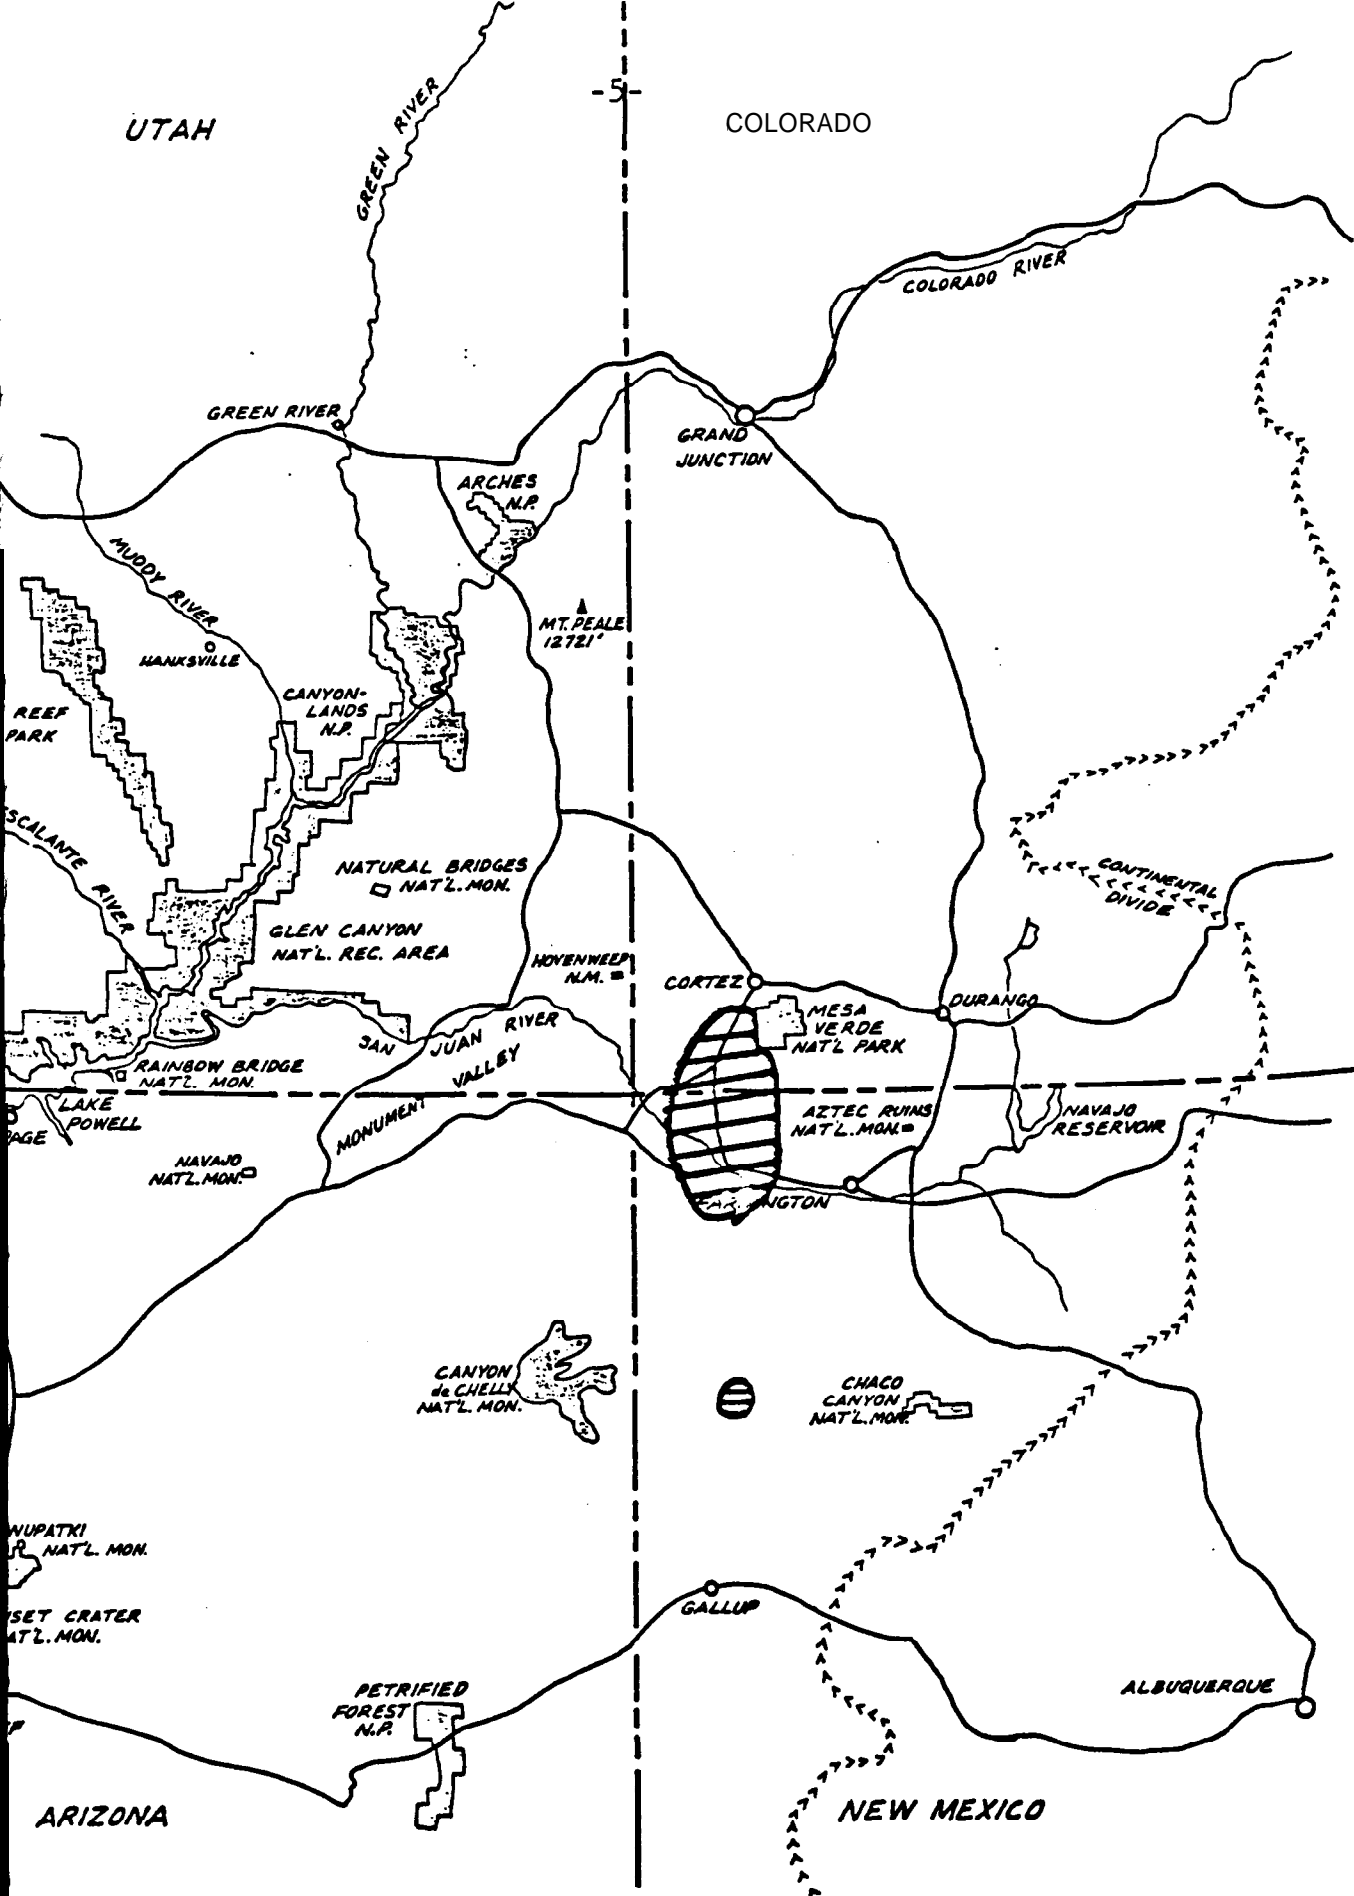 -5-
UTAH
COLORADO
GREEN RIVER
COLORADO RIVER
GREEN RIVER
GRAND
JUNCTION
ARCHES
N.P.
MUDDY RIVER
MT. PEALE
12721'
HANKSVILLE
CANYON-
LANDS
N.P.
REEF
PARK
ESCALANTE RIVER
NATURAL BRIDGES
NAT'L. MON.
CONTINENTAL
DIVIDE
GLEN CANYON
NAT'L. REC. AREA
HOVENWEEP
N.M.
CORTEZ
DURANGO
MESA
VERDE
NAT'L PARK
SAN JUAN RIVER
RAINBOW BRIDGE
NAT'L. MON.
MONUMENT VALLEY
LAKE
POWELL
PAGE
AZTEC RUINS
NAT'L. MON.
NAVAJO
RESERVOIR
NAVAJO
NAT'L. MON.
FARMINGTON
CANYON
de CHELLY
NAT'L. MON.
CHACO
CANYON
NAT'L. MON.
NUPATKI
NAT'L. MON.
SET CRATER
AT'L. MON.
GALLUP
ALBUQUERQUE
PETRIFIED
FOREST
N.P.
ARIZONA
NEW MEXICO